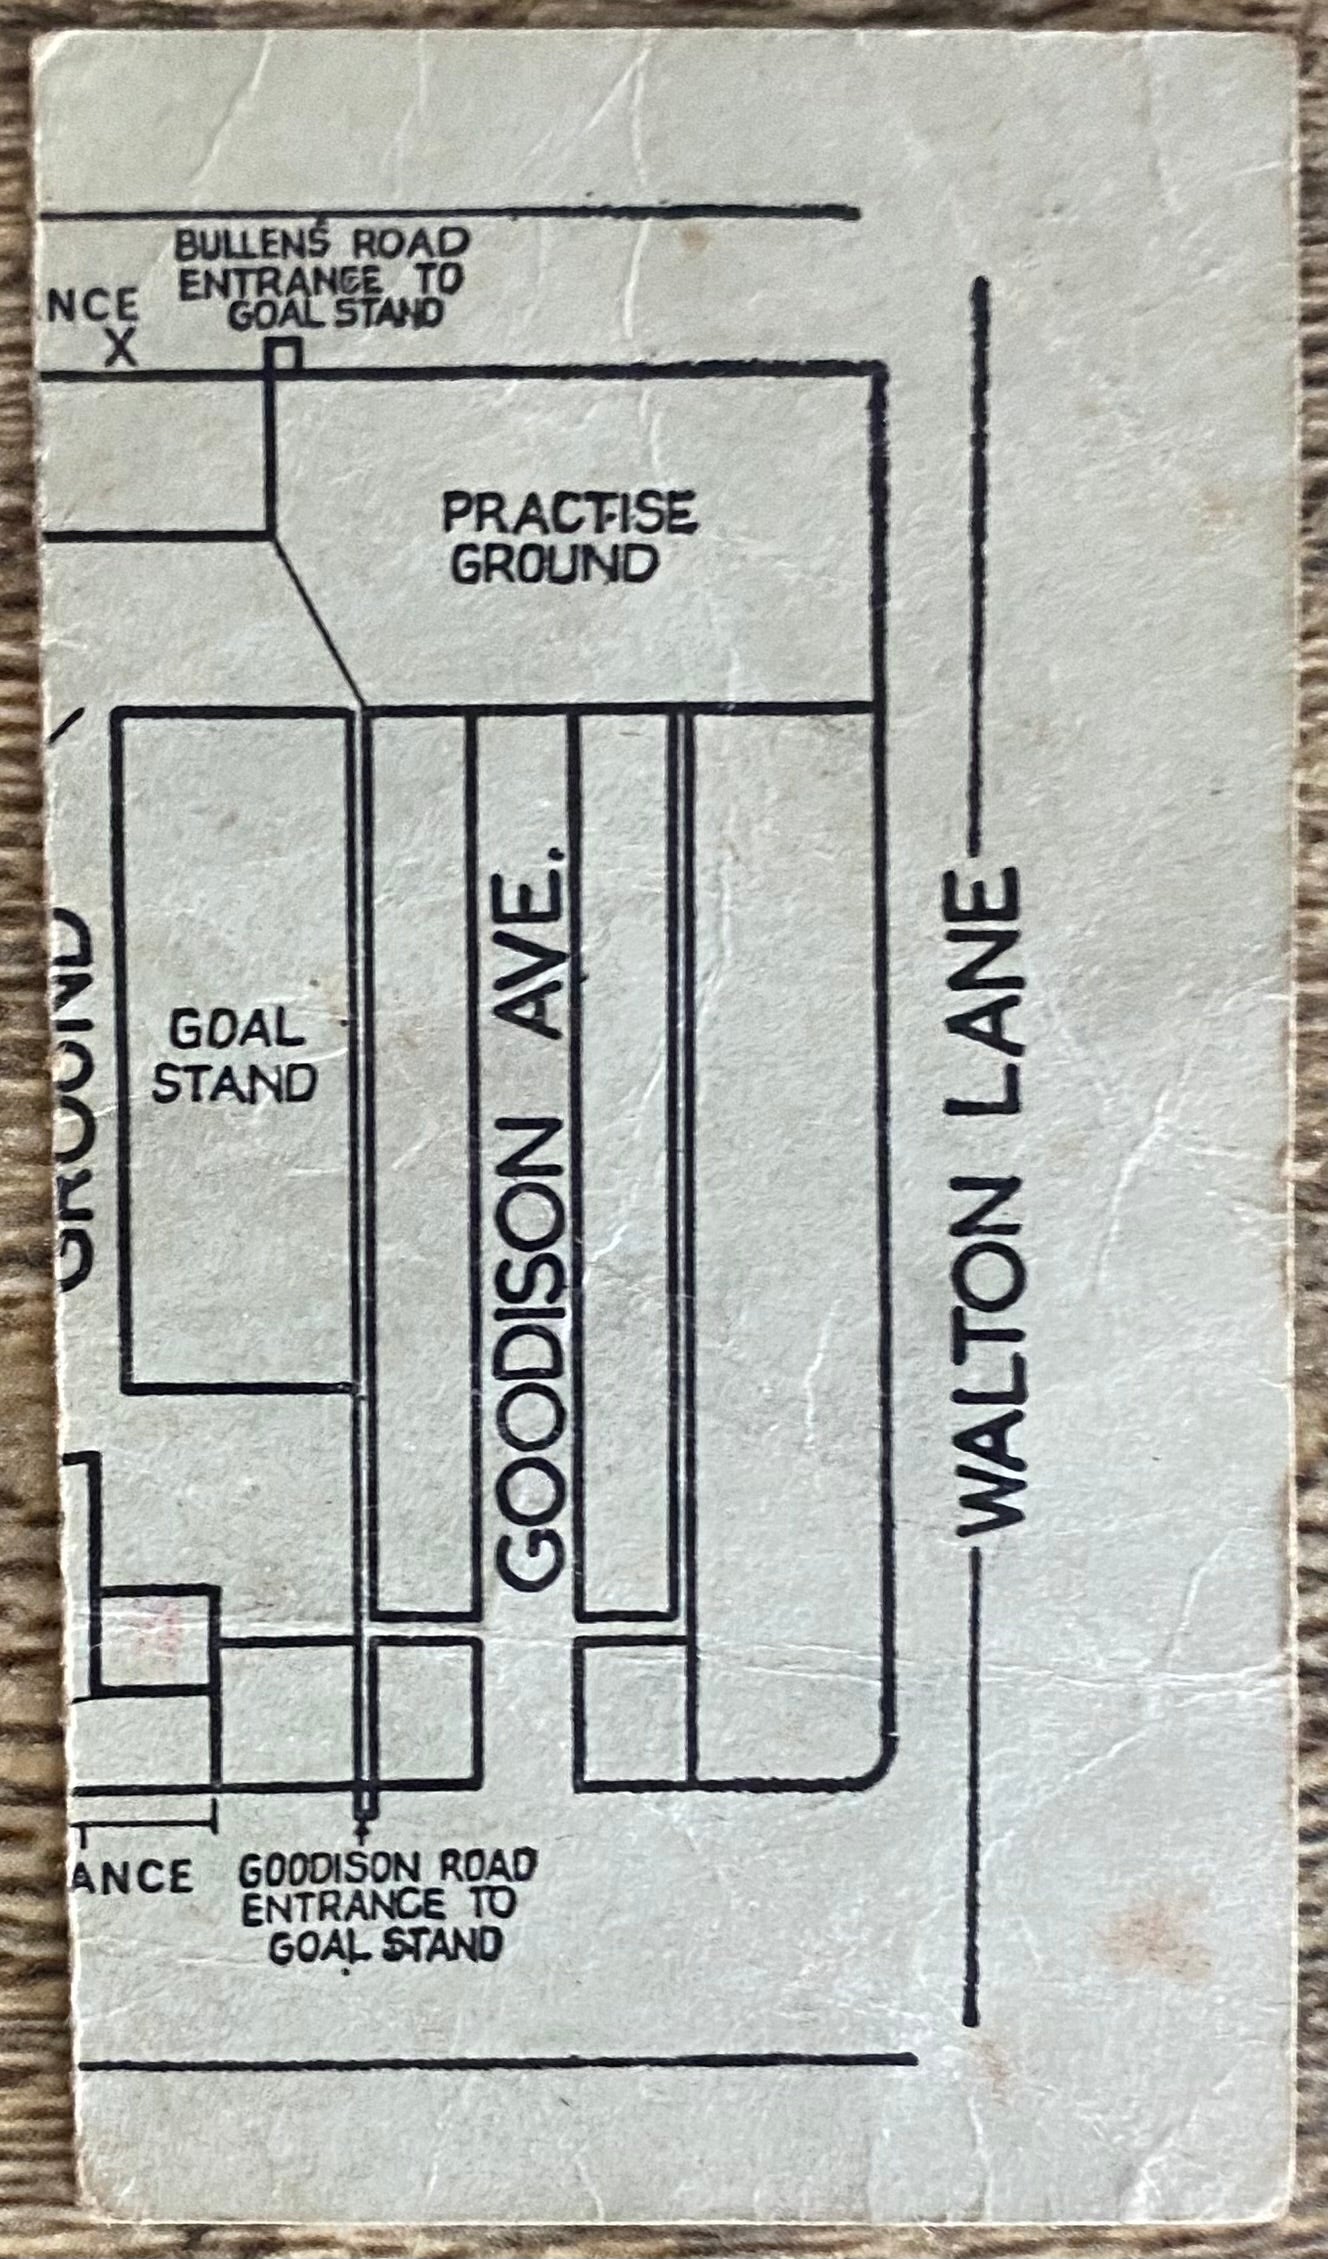 BULLENS ROAD
ENTRANCE TO
GOAL STAND
NCE
X
PRACTISE
GROUND
GROUND
GOAL
STAND
GOODISON AVE.
WALTON LANE
ANCE
GOODISON ROAD
ENTRANCE TO
GOAL STAND